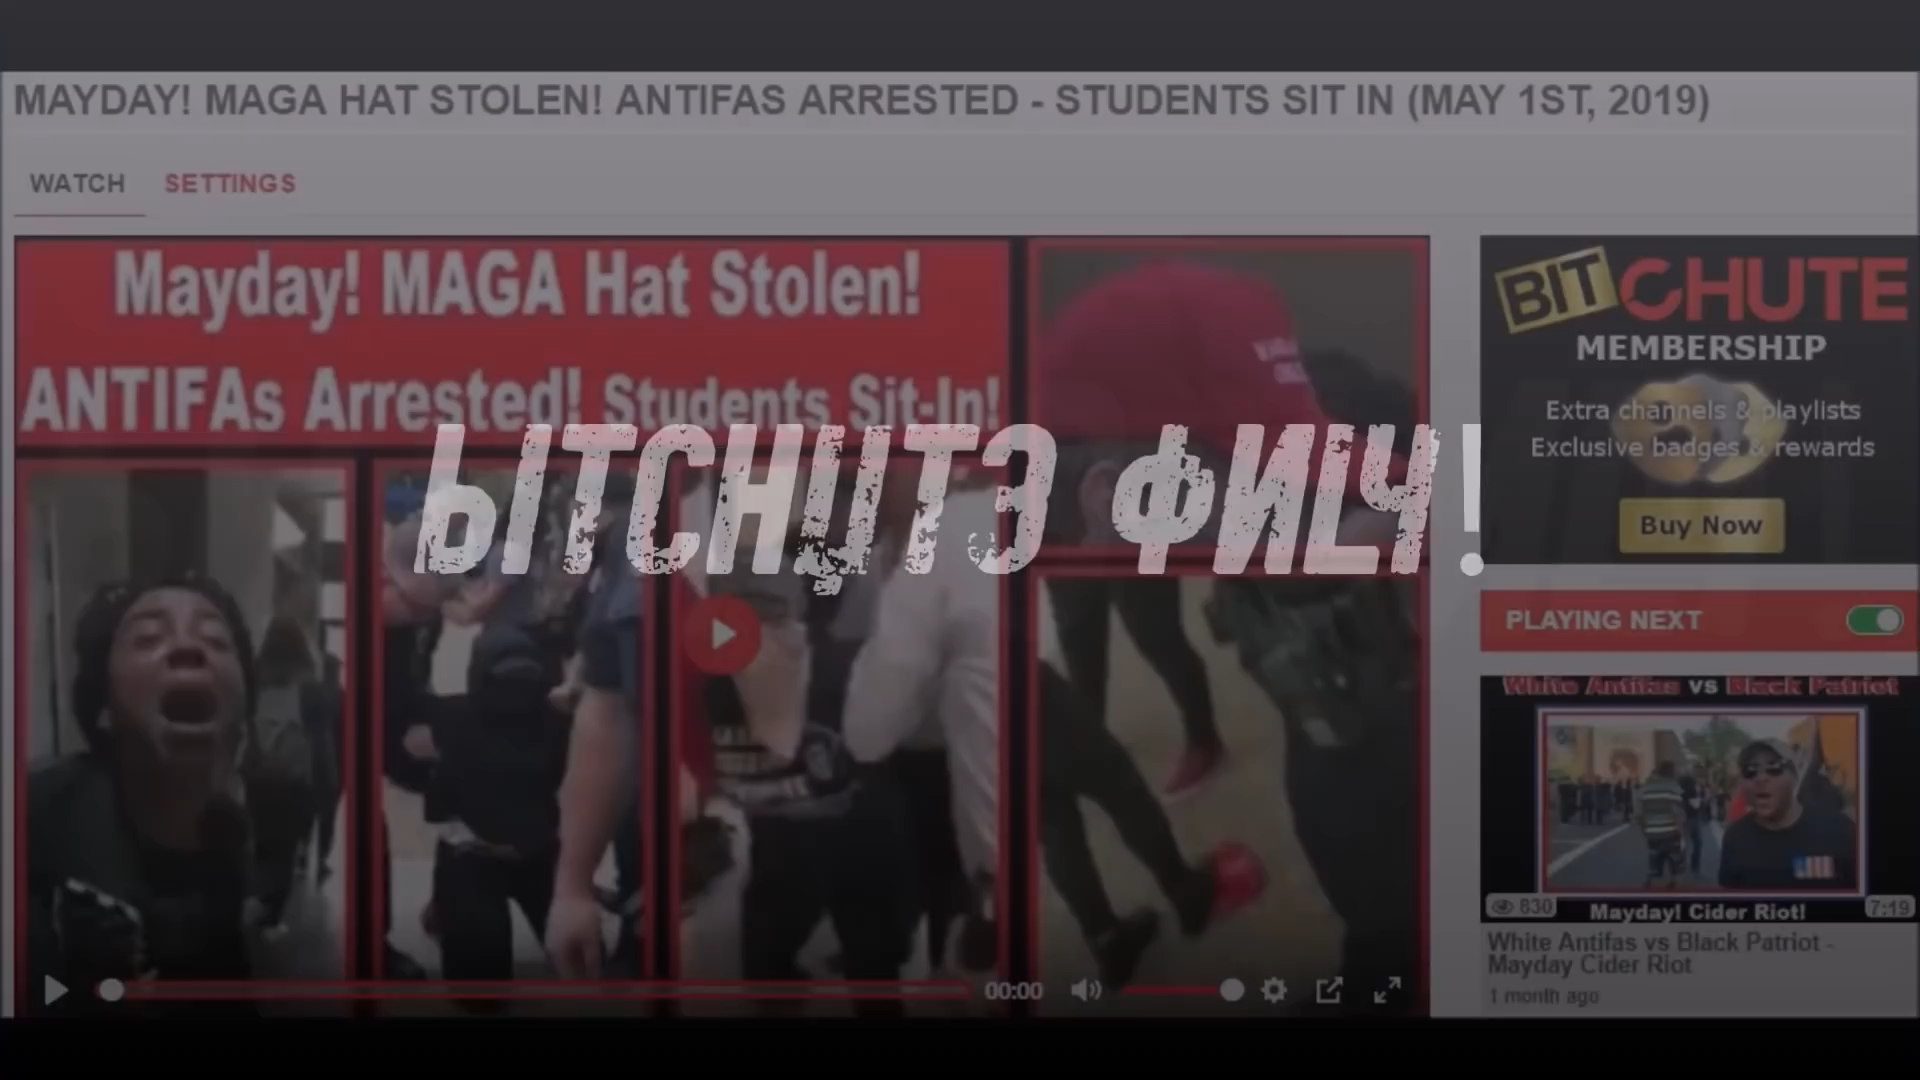 MAYDAY! MAGA HAT STOLEN! ANTIFAS ARRESTED - STUDENTS SIT IN (MAY 1ST, 2019)
WATCH SETTINGS
Mayday! MAGA Hat Stolen!
ANTIFAs Arrested! Students Sit-In!
BITCHUTE
MEMBERSHIP
Extra channels & playlists
Exclusive badges & rewards
Buy Now
ЬITCHЏTЭ ФИLЧ!
PLAYING NEXT
White Antifas vs Black Patriot
830
Mayday! Cider Riot!
7:19
White Antifas vs Black Patriot -
Mayday Cider Riot
1 month ago
00:00